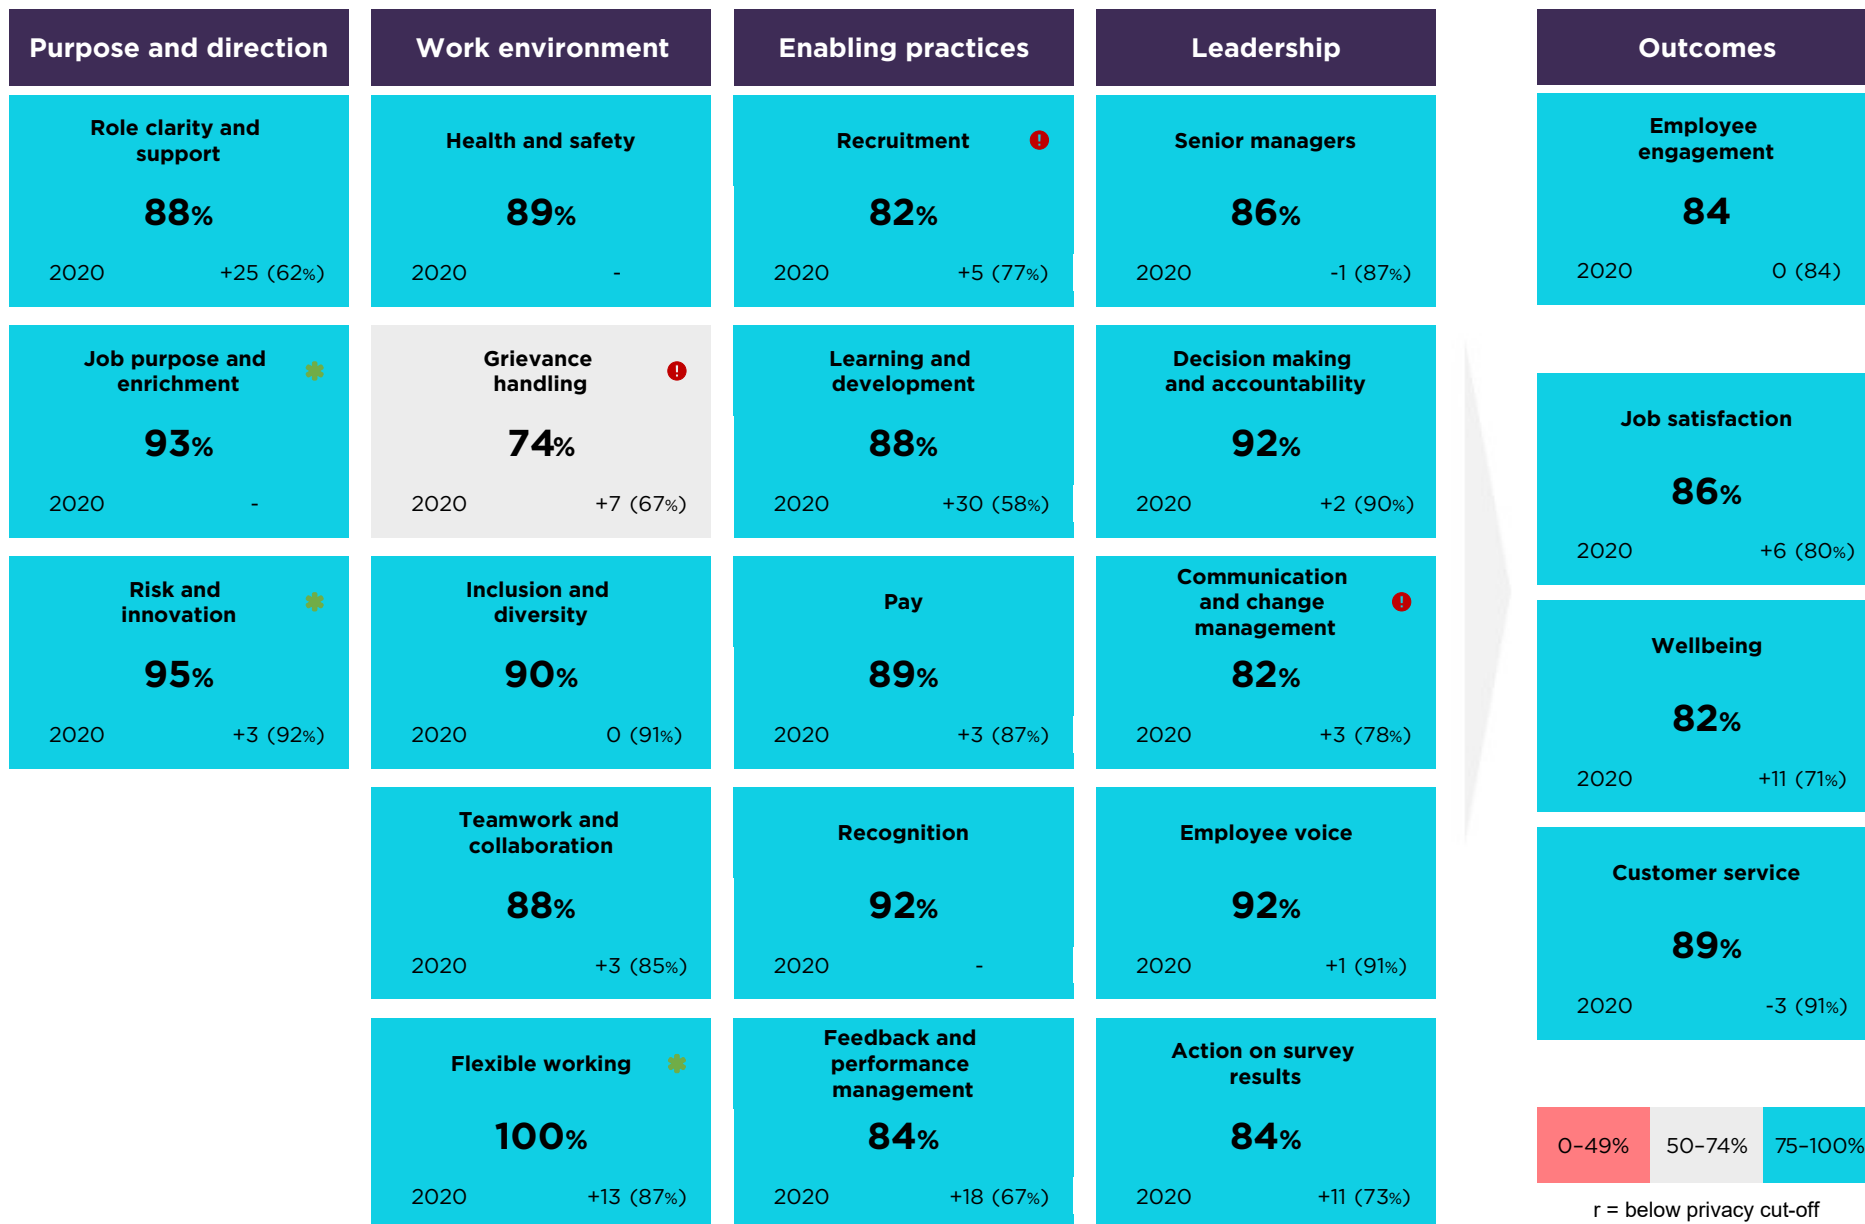 Purpose and direction
Role clarity and
support
88%
2020 +25 (62%)
Job purpose and
enrichment
93%
2020 -
Risk and
innovation
95%
2020 +3 (92%)
Work environment
Health and safety
89%
2020 -
Grievance
handling
74%
2020 +7 (67%)
Inclusion and
diversity
90%
2020 0 (91%)
Teamwork and
collaboration
88%
2020 +3 (85%)
Flexible working
100%
2020 +13 (87%)
Enabling practices
Recruitment
82%
2020 +5 (77%)
Learning and
development
88%
2020 +30 (58%)
Pay
89%
2020 +3 (87%)
Recognition
92%
2020 -
Feedback and
performance
management
84%
2020 +18 (67%)
Leadership
Senior managers
86%
2020 -1 (87%)
Decision making
and accountability
92%
2020 +2 (90%)
Communication
and change
management
82%
2020 +3 (78%)
Employee voice
92%
2020 +1 (91%)
Action on survey
results
84%
2020 +11 (73%)
Outcomes
Employee
engagement
84
2020 0 (84)
Job satisfaction
86%
2020 +6 (80%)
Wellbeing
82%
2020 +11 (71%)
Customer service
89%
2020 -3 (91%)
0–49% 50–74% 75–100%
r = below privacy cut-off